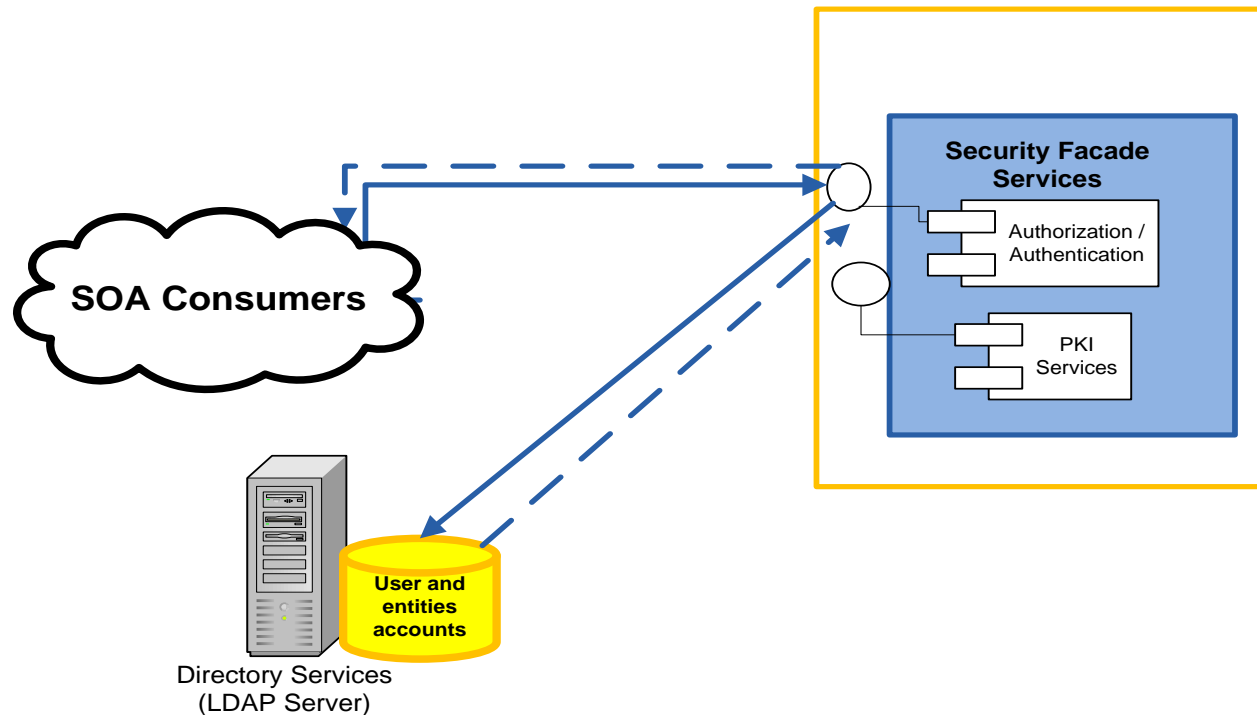 Security Facade
Services
Authorization /
Authentication
SOA Consumers
PKI
Services
User and
entities
accounts
Directory Services
(LDAP Server)